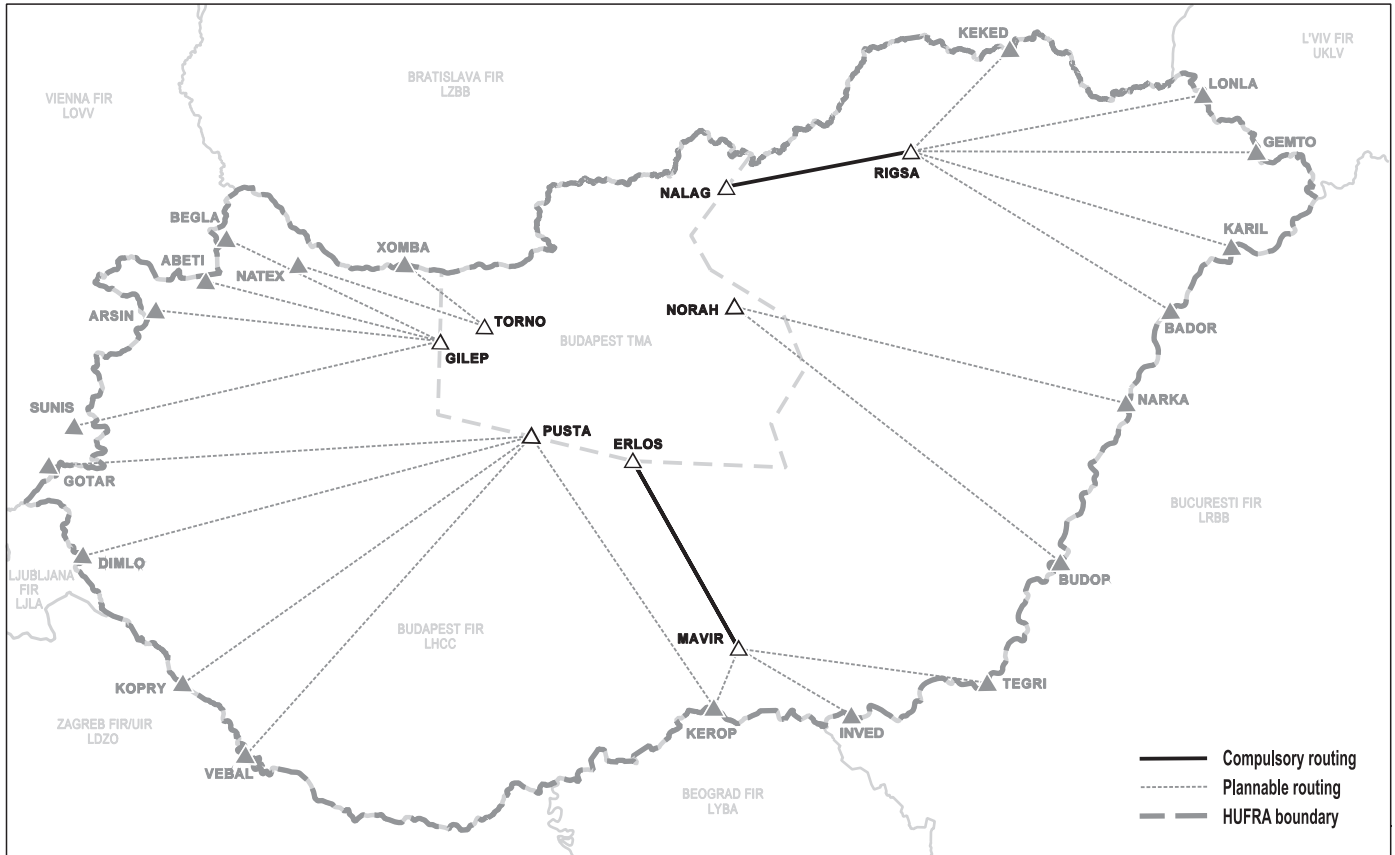 KEKED
L'VIV FIR
UKLV
BRATISLAVA FIR
LZBB
LONLA
VIENNA FIR
LOVV
GEMTO
RIGSA
NALAG
BEGLA
KARIL
XOMBA
ABETI
NATEX
ARSIN
NORAH
TORNO
BADOR
BUDAPEST TMA
GILEP
NARKA
SUNIS
PUSTA
ERLOS
GOTAR
BUCURESTI FIR
LRBB
DIMLO
LJUBLJANA
FIR
LJLA
BUDOP
BUDAPEST FIR
LHCC
MAVIR
KOPRY
TEGRI
ZAGREB FIR/UIR
LDZO
KEROP
INVED
VEBAL
BEOGRAD FIR
LYBA
Compulsory routing
Plannable routing
HUFRA boundary